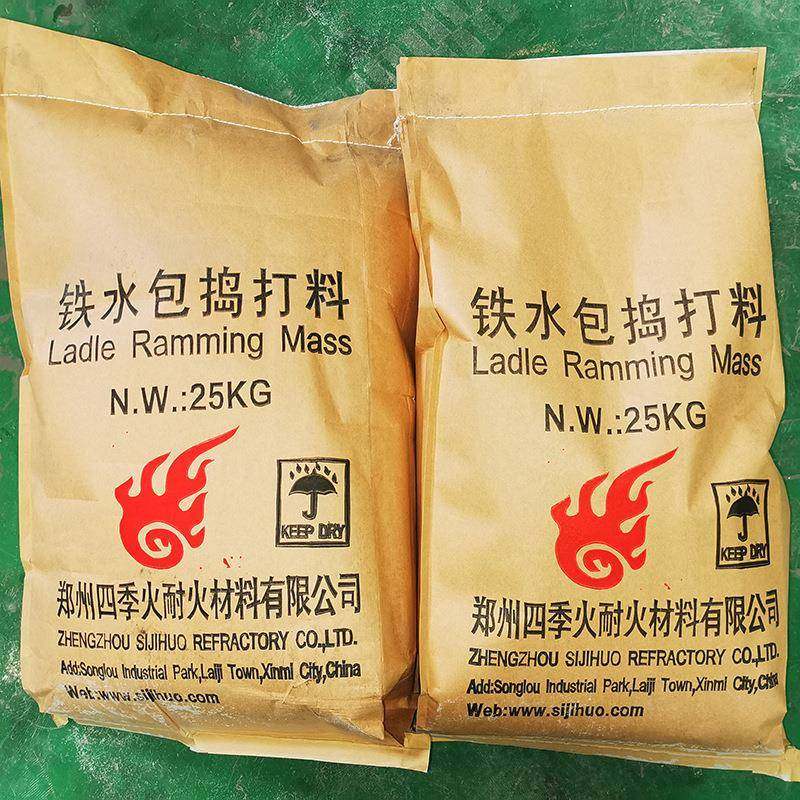 铁水包捣打料
Ladle Ramming Mass
N.W.:25KG
KEEP DRY
郑州四季火耐火材料有限公司
ZHENGZHOU SIJIHUO REFRACTORY CO.,LTD.
Add:Songlou Industrial Park,Laiji Town,Xinmi City,China
Web:www.sijihuo.com
铁水包捣打料
Ladle Ramming Mass
N.W.:25KG
KEEP DRY
郑州四季火耐火材料有限公司
ZHENGZHOU SIJIHUO REFRACTORY CO.,LTD.
Add:Songlou Industrial Park,Laiji Town,Xinmi City,China
Web:www.sijihuo.com